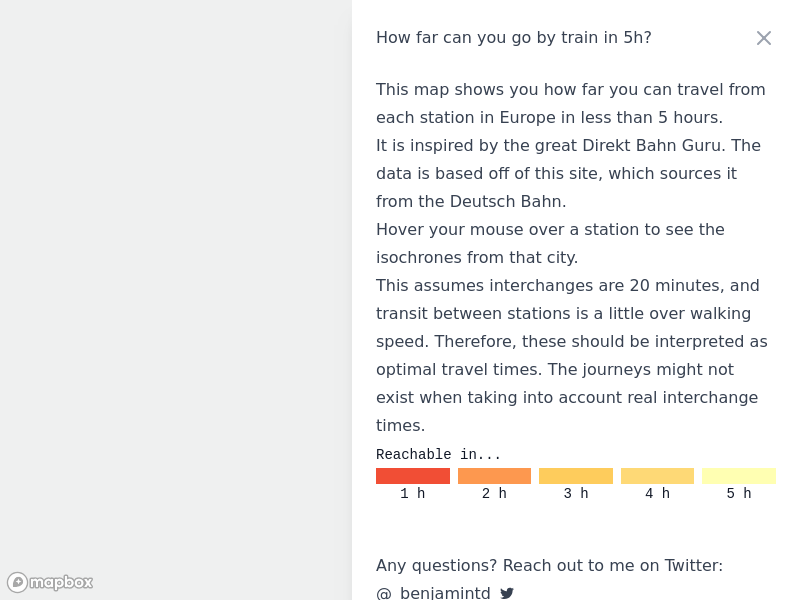 How far can you go by train in 5h?
This map shows you how far you can travel from
each station in Europe in less than 5 hours.
It is inspired by the great Direkt Bahn Guru. The
data is based off of this site, which sources it
from the Deutsch Bahn.
Hover your mouse over a station to see the
isochrones from that city.
This assumes interchanges are 20 minutes, and
transit between stations is a little over walking
speed. Therefore, these should be interpreted as
optimal travel times. The journeys might not
exist when taking into account real interchange
times.
Reachable in...
1 h 2 h 3 h 4 h 5 h
Any questions? Reach out to me on Twitter:
@_benjamintd
mapbox